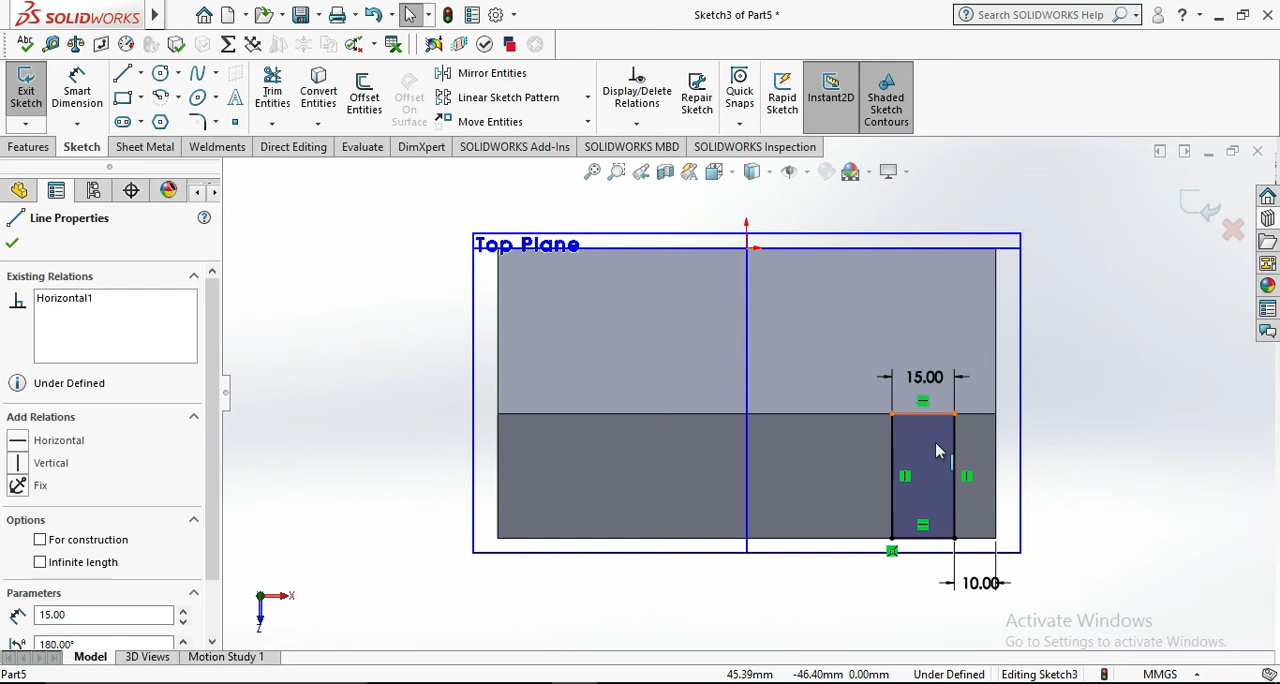 SOLIDWORKS
Sketch3 of Part5 *
Search SOLIDWORKS Help
?
Abc
Exit Sketch
Smart Dimension
Trim Entities
Convert Entities
Offset Entities
Offset On Surface
Mirror Entities
Linear Sketch Pattern
Move Entities
Display/Delete Relations
Repair Sketch
Quick Snaps
Rapid Sketch
Instant2D
Shaded Sketch Contours
Features
Sketch
Sheet Metal
Weldments
Direct Editing
Evaluate
DimXpert
SOLIDWORKS Add-Ins
SOLIDWORKS MBD
SOLIDWORKS Inspection
Line Properties
Existing Relations
Horizontal1
Under Defined
Add Relations
Horizontal
Vertical
Fix
Options
For construction
Infinite length
Parameters
15.00
180.00°
Top Plane
15.00
10.00
X
Z
Activate Windows
Go to Settings to activate Windows.
Model
3D Views
Motion Study 1
Part5
45.39mm
-46.40mm 0.00mm
Under Defined
Editing Sketch3
MMGS